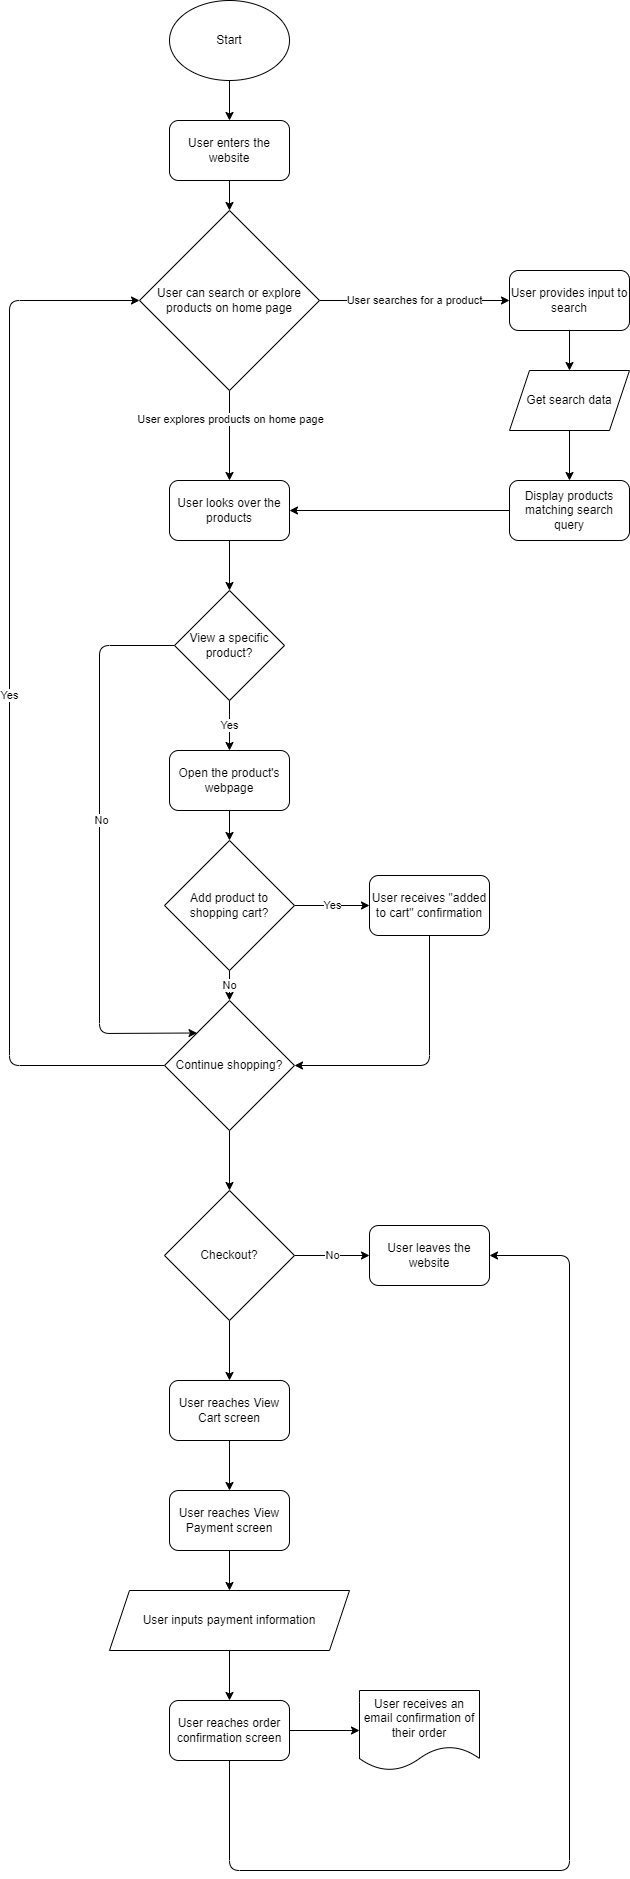 Start
User enters the
website
User can search or explore
products on home page
User searches for a product
User provides input to
search
Get search data
User explores products on home page
User looks over the
products
Display products
matching search
query
View a specific
product?
Yes
Yes
Open the product's
webpage
No
Add product to
shopping cart?
Yes
User receives "added
to cart" confirmation
No
Continue shopping?
Checkout?
No
User leaves the
website
User reaches View
Cart screen
User reaches View
Payment screen
User inputs payment information
User reaches order
confirmation screen
User receives an
email confirmation of
their order